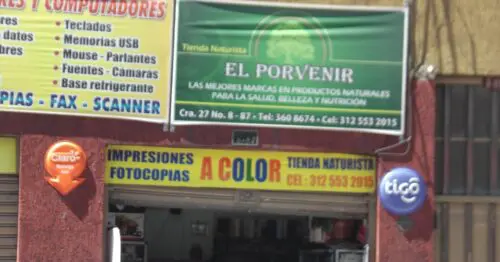 RES Y COMPUTADORES
• Teclados
datos
• Memorias USB
bres
• Mouse - Parlantes
• Fuentes - Cámaras
• Base refrigerante
PIAS - FAX - SCANNER
Tienda Naturista
EL PORVENIR
LAS MEJORES MARCAS EN PRODUCTOS NATURALES
PARA LA SALUD, BELLEZA Y NUTRICIÓN
Cra. 27 No. 8 - 87 • Tel: 360 8674 - Cel: 312 553 2015
IMPRESIONES
FOTOCOPIAS
A COLOR
TIENDA NATURISTA
CEL: 312 553 2015
Claro
tigo